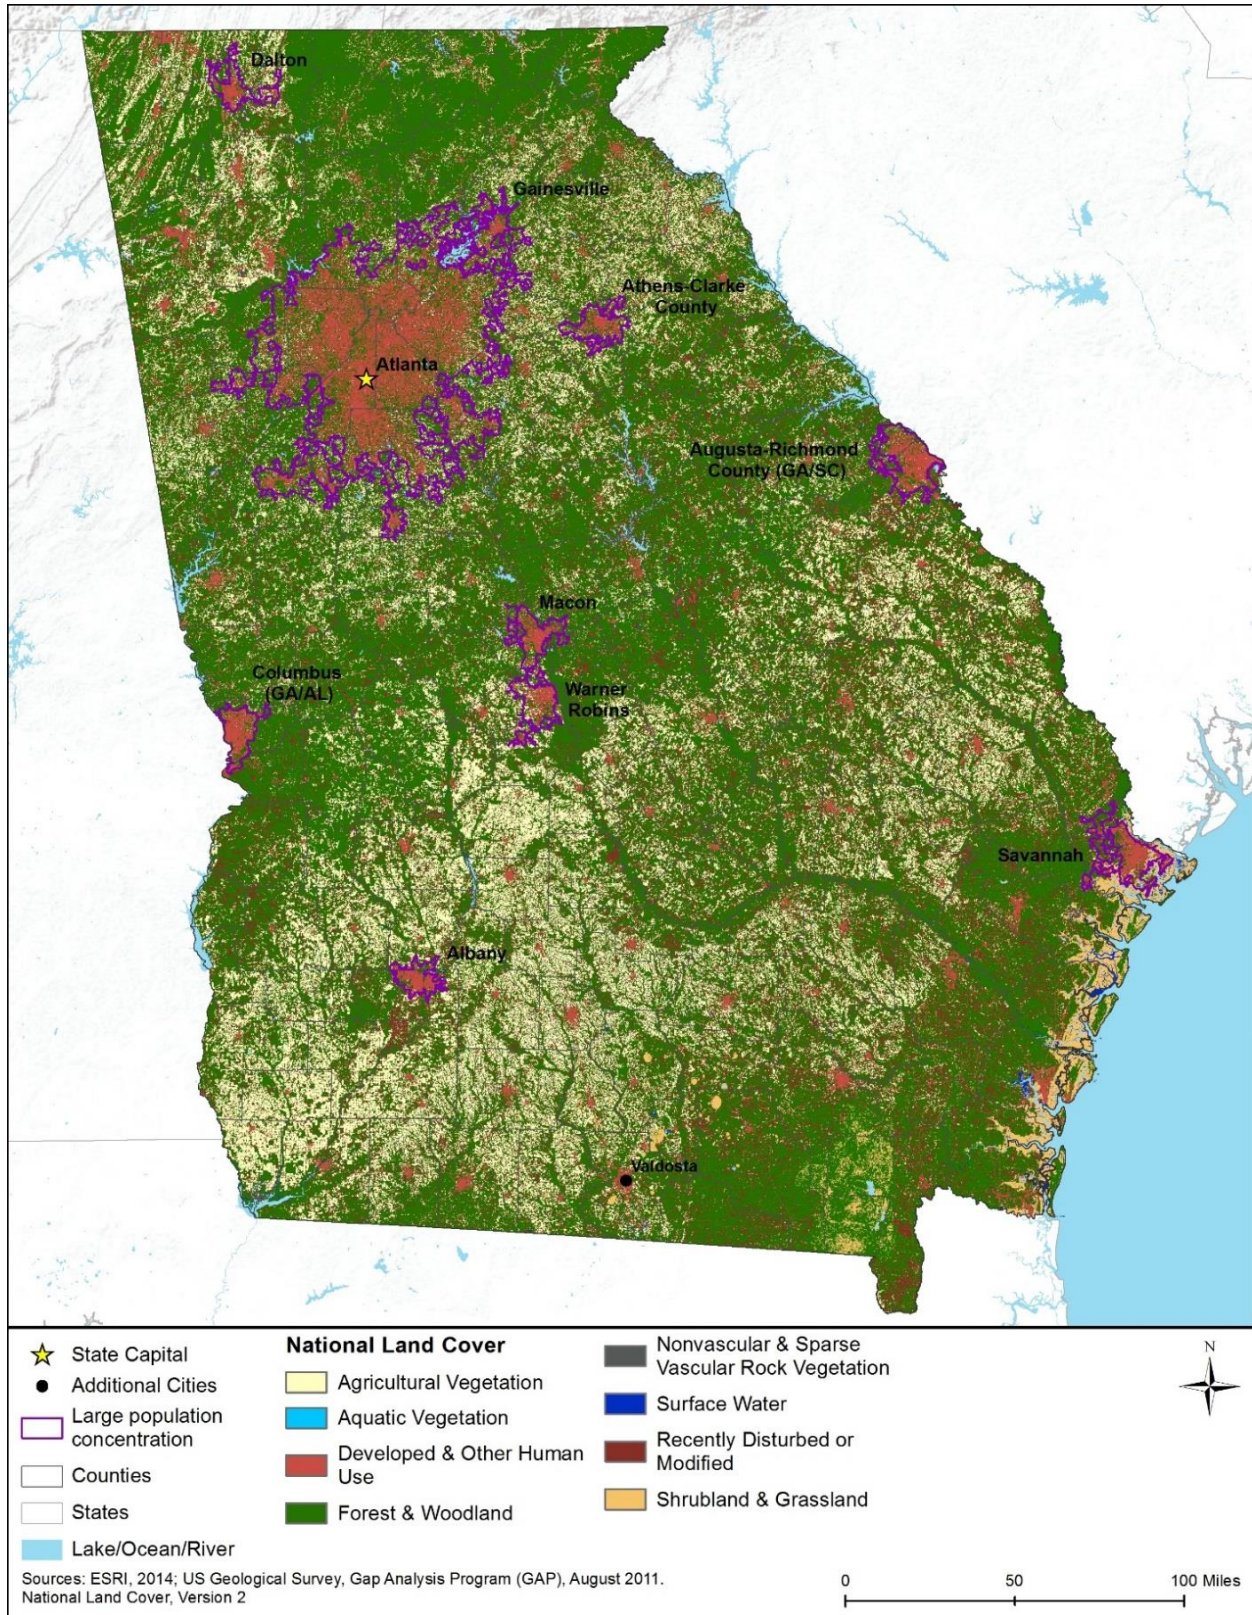 Dalton
Gainesville
Athens-Clarke
County
Atlanta
Augusta-Richmond
County (GA/SC)
Macon
Columbus
(GA/AL)
Warner
Robins
Savannah
Albany
Valdosta
State Capital
Additional Cities
Large population
concentration
Counties
States
Lake/Ocean/River
National Land Cover
Agricultural Vegetation
Aquatic Vegetation
Developed & Other Human
Use
Forest & Woodland
Nonvascular & Sparse
Vascular Rock Vegetation
Surface Water
Recently Disturbed or
Modified
Shrubland & Grassland
N
Sources: ESRI, 2014; US Geological Survey, Gap Analysis Program (GAP), August 2011.
National Land Cover, Version 2
0 50 100 Miles